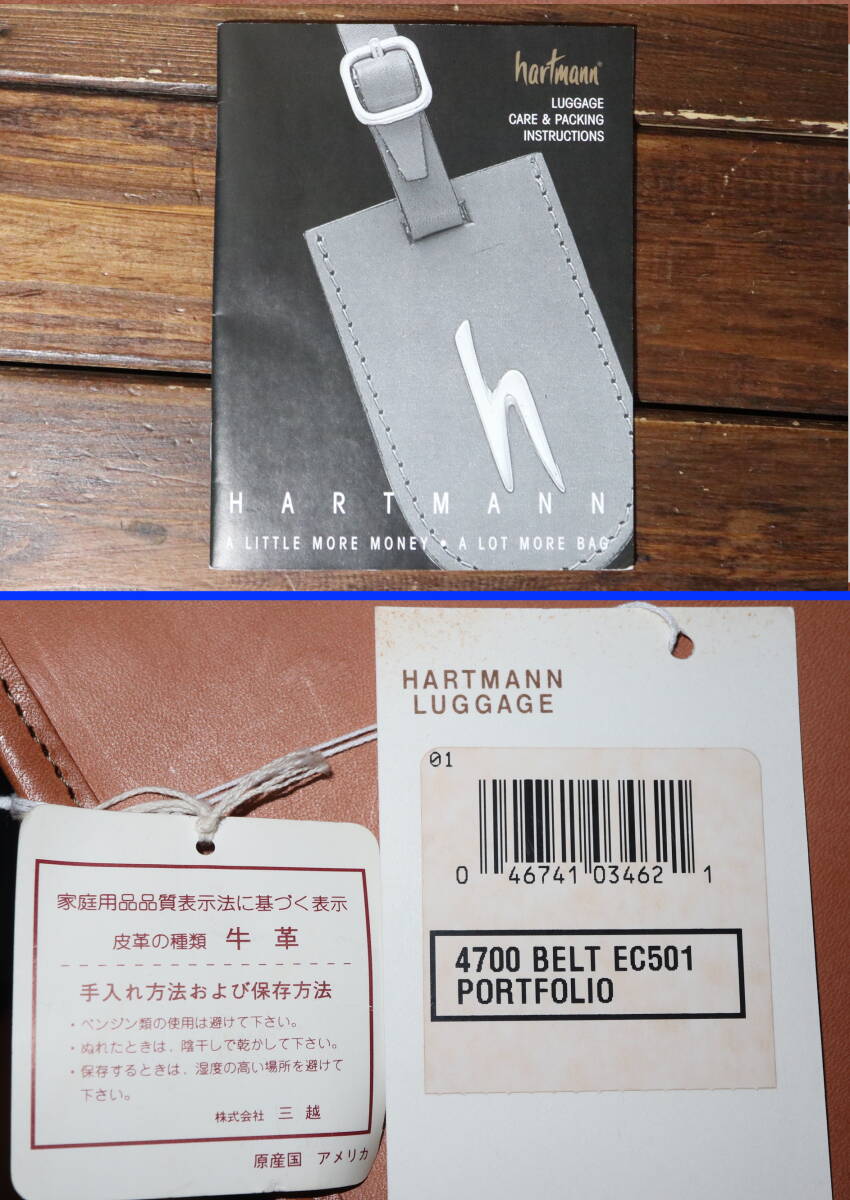 hartmann®
LUGGAGE
CARE & PACKING
INSTRUCTIONS
h
HARTMANN
A LITTLE MORE MONEY • A LOT MORE BAG
家庭用品品質表示法に基づく表示
皮革の種類 牛革
手入れ方法および保存方法
・ベンジン類の使用は避けて下さい。
・ぬれたときは、陰干しで乾かして下さい。
・保存するときは、湿度の高い場所を避けて
下さい。
株式会社 三越
原産国 アメリカ
HARTMANN
LUGGAGE
01
0 46741 03462 1
4700 BELT EC501
PORTFOLIO